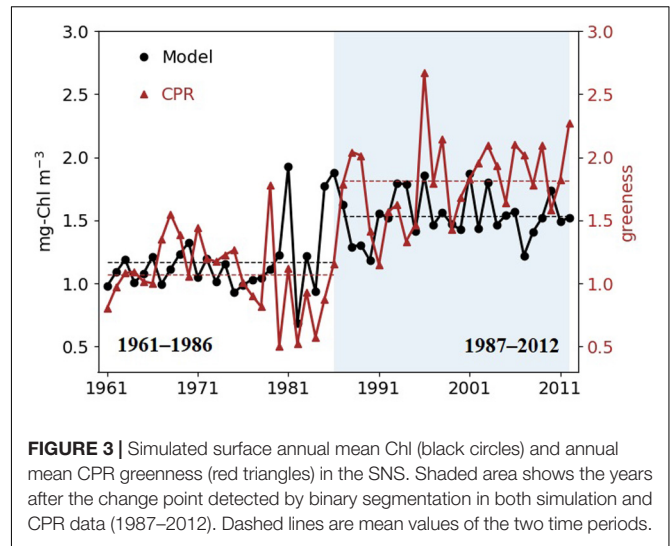 3.0
3.0
Model
CPR
2.5
2.5
2.0
2.0
mg-Chl m⁻³
1.5
1.5
greeness
1.0
1.0
1961–1986
1987–2012
0.5
0.5
1961
1971
1981
1991
2001
2011
FIGURE 3 | Simulated surface annual mean Chl (black circles) and annual
mean CPR greenness (red triangles) in the SNS. Shaded area shows the years
after the change point detected by binary segmentation in both simulation and
CPR data (1987–2012). Dashed lines are mean values of the two time periods.